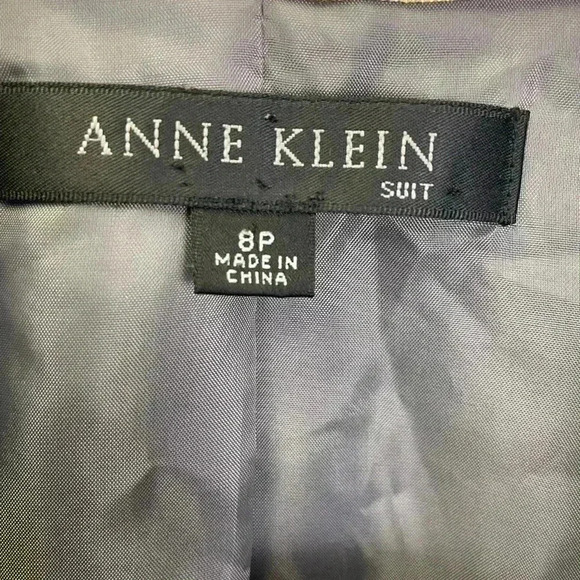 ANNE KLEIN
SUIT
8P
MADE IN
CHINA